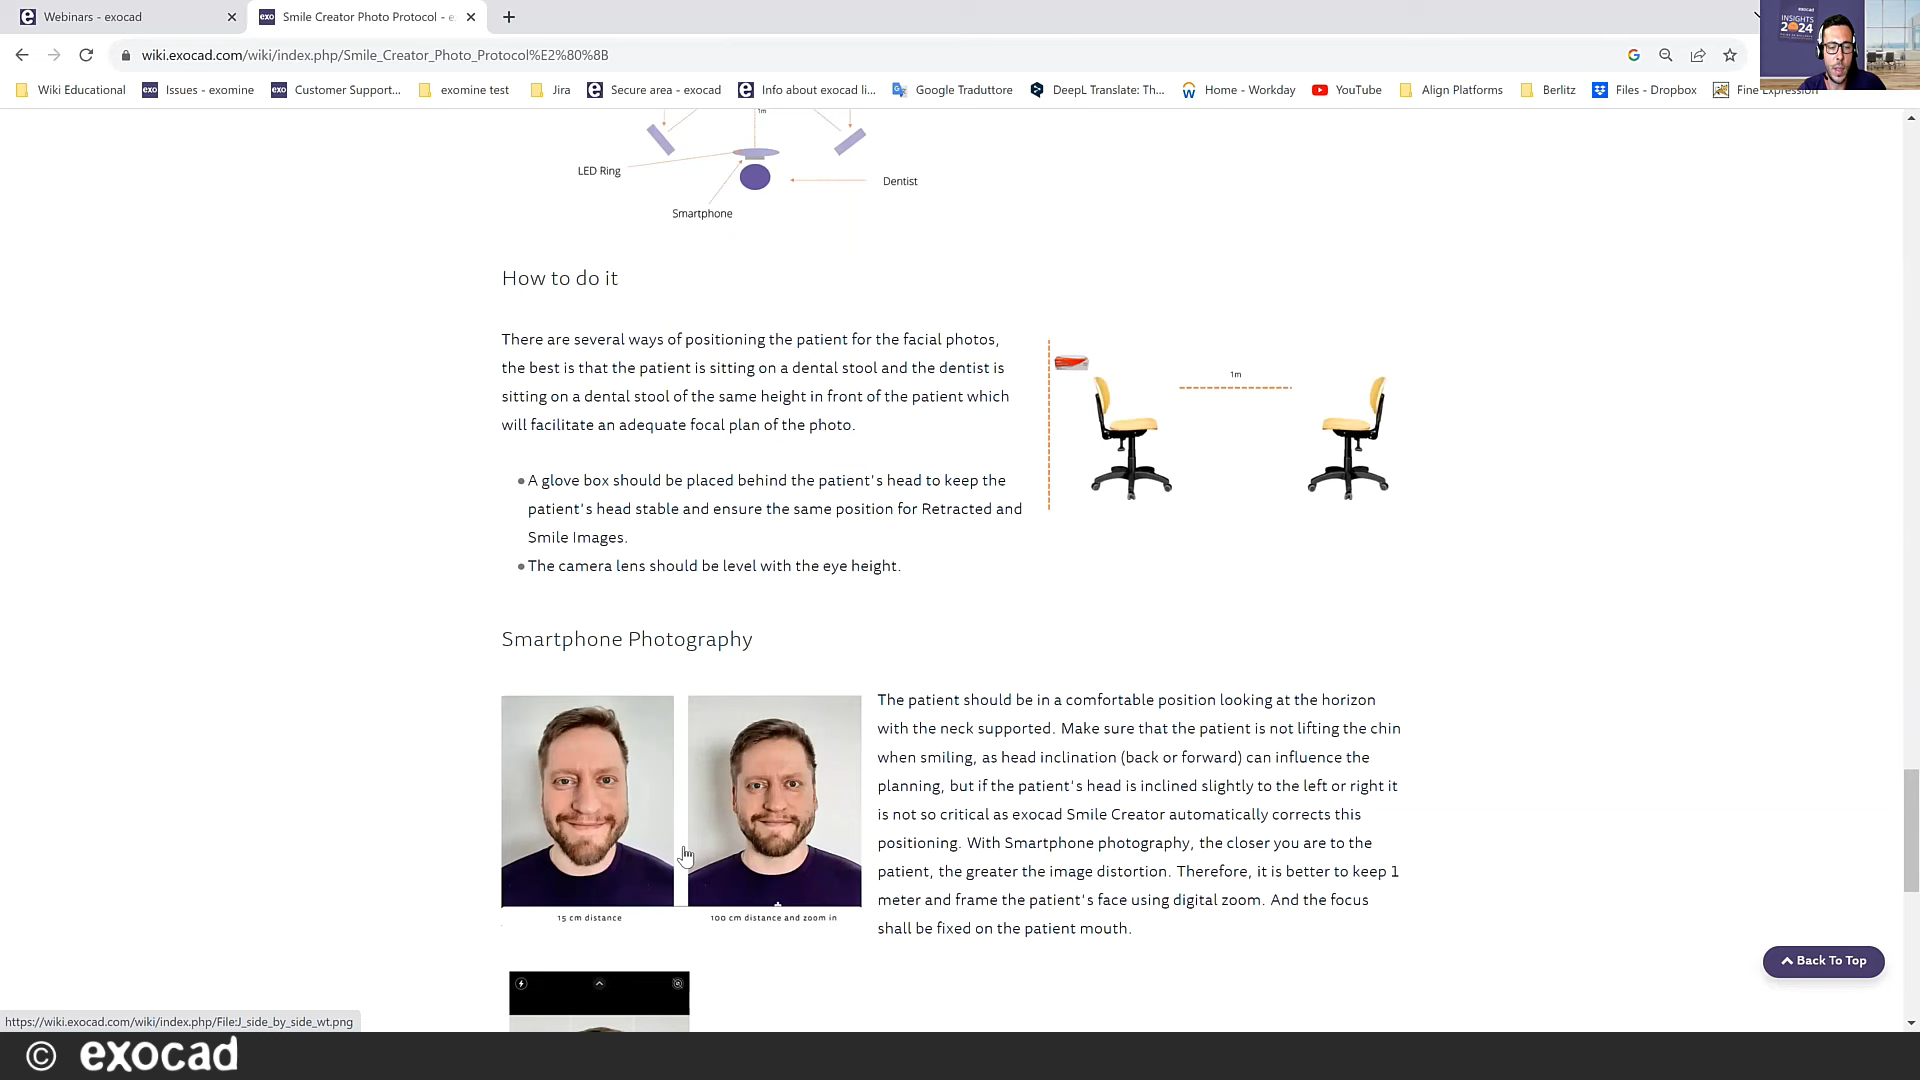 Webinars - exocad
exo Smile Creator Photo Protocol - e
wiki.exocad.com/wiki/index.php/Smile_Creator_Photo_Protocol%E2%80%8B
Wiki Educational exo Issues - examine exo Customer Support... exomine test Jira Secure area - exocad Info about exocad li... Google Traduttore DeepL Translate: Th... Home - Workday YouTube Align Platforms Berlitz Files - Dropbox Fine Expression
exocad
INSIGHTS
2024
1m
LED Ring
Dentist
Smartphone
How to do it
There are several ways of positioning the patient for the facial photos,
the best is that the patient is sitting on a dental stool and the dentist is
sitting on a dental stool of the same height in front of the patient which
will facilitate an adequate focal plan of the photo.
1m
• A glove box should be placed behind the patient's head to keep the
patient's head stable and ensure the same position for Retracted and
Smile Images.
• The camera lens should be level with the eye height.
Smartphone Photography
The patient should be in a comfortable position looking at the horizon
with the neck supported. Make sure that the patient is not lifting the chin
when smiling, as head inclination (back or forward) can influence the
planning, but if the patient's head is inclined slightly to the left or right it
is not so critical as exocad Smile Creator automatically corrects this
positioning. With Smartphone photography, the closer you are to the
patient, the greater the image distortion. Therefore, it is better to keep 1
meter and frame the patient's face using digital zoom. And the focus
shall be fixed on the patient mouth.
15 cm distance
100 cm distance and zoom in
Back To Top
https://wiki.exocad.com/wiki/index.php/File:J_side_by_side_wt.png
© exocad